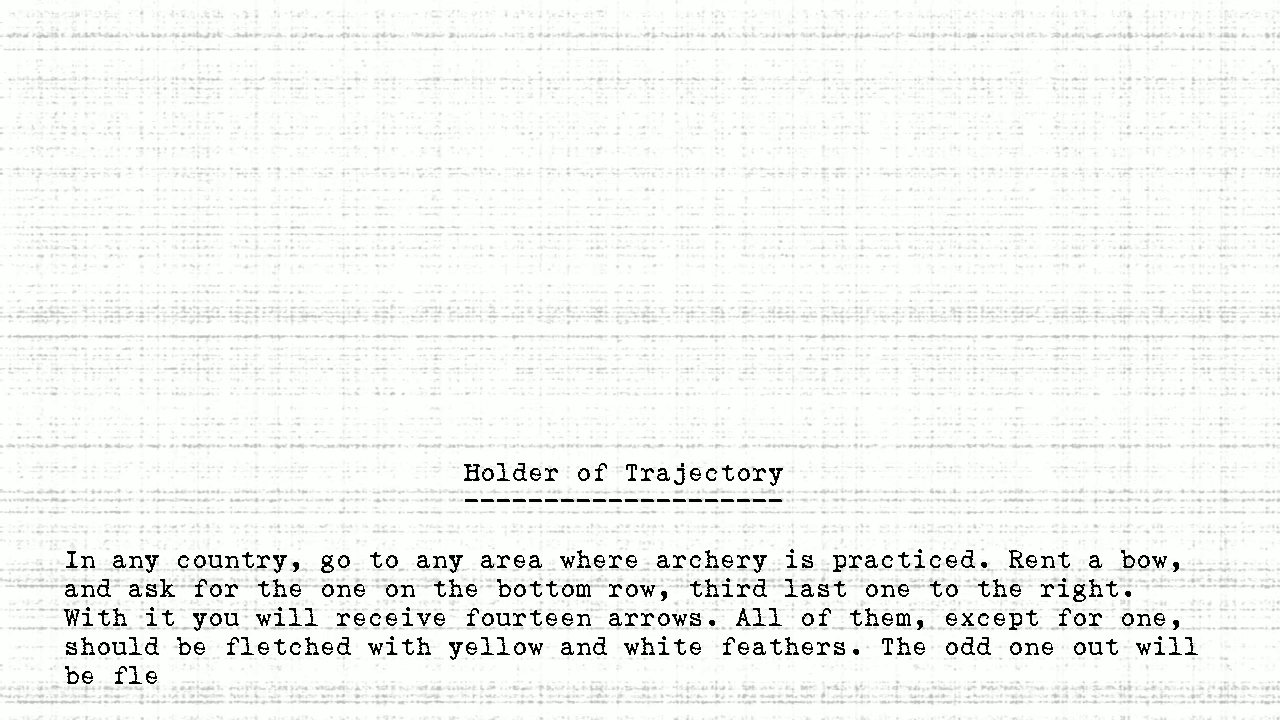 Holder of Trajectory
--------------------
In any country, go to any area where archery is practiced. Rent a bow,
and ask for the one on the bottom row, third last one to the right.
With it you will receive fourteen arrows. All of them, except for one,
should be fletched with yellow and white feathers. The odd one out will
be fle